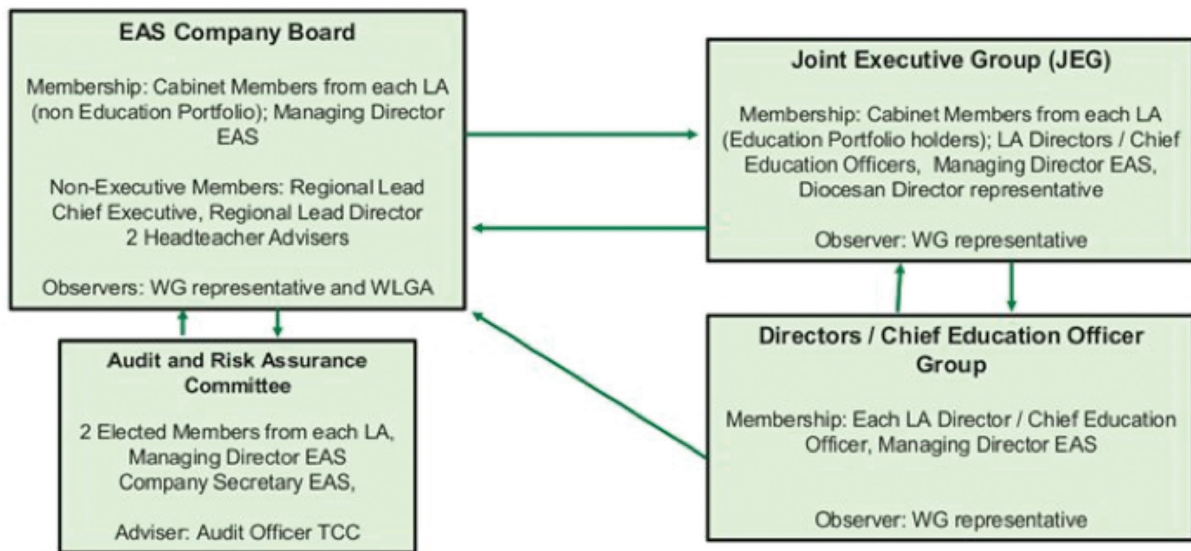 EAS Company Board
Membership: Cabinet Members from each LA
(non Education Portfolio); Managing Director
EAS
Non-Executive Members: Regional Lead
Chief Executive, Regional Lead Director
2 Headteacher Advisers
Observers: WG representative and WLGA
Audit and Risk Assurance
Committee
2 Elected Members from each LA,
Managing Director EAS
Company Secretary EAS,
Adviser: Audit Officer TCC
Joint Executive Group (JEG)
Membership: Cabinet Members from each LA
(Education Portfolio holders); LA Directors / Chief
Education Officers, Managing Director EAS,
Diocesan Director representative
Observer: WG representative
Directors / Chief Education Officer
Group
Membership: Each LA Director / Chief Education
Officer, Managing Director EAS
Observer: WG representative